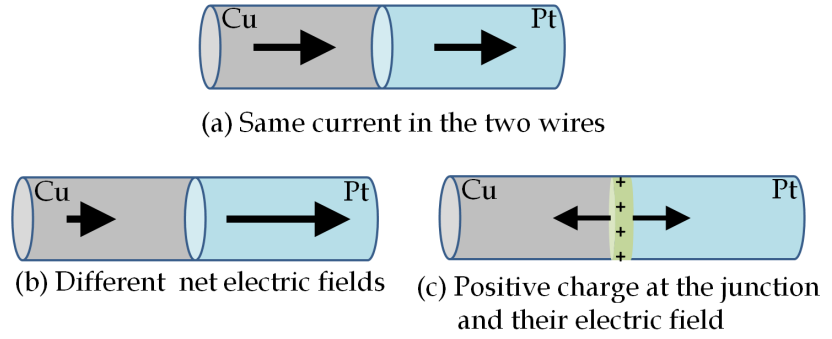 Cu Pt
(a) Same current in the two wires
Cu Pt
(b) Different net electric fields
Cu Pt
+
+
+
+
(c) Positive charge at the junction
and their electric field